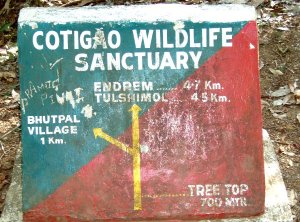 COTIGAO WILDLIFE
SANCTUARY
ENDREM ........ 4·7 Km.
TULSHIMOL ..... 4·5 Km.
BHUTPAL
VILLAGE
1 Km.
TREE TOP
700 MTR.